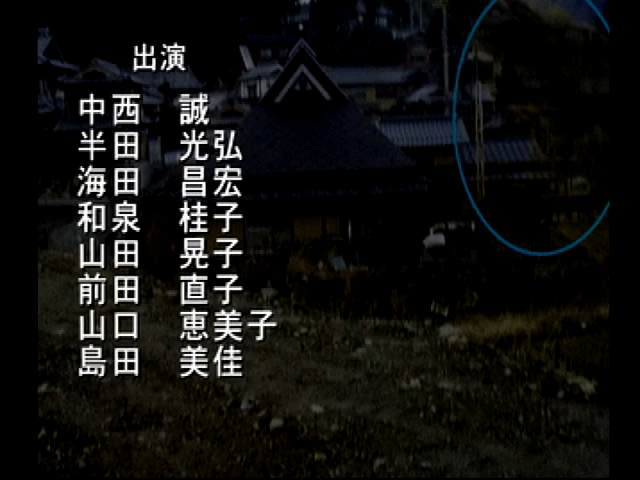 出演
中西　誠
半田　光弘
海田　昌宏
和泉　桂子
山田　晃子
前田　直子
山口　恵美子
島田　美佳